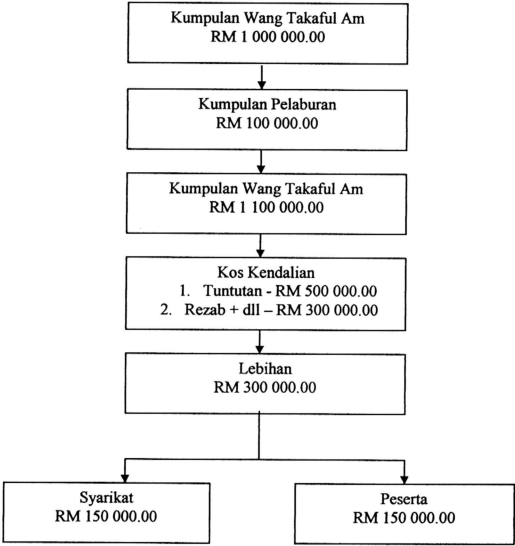 Kumpulan Wang Takaful Am
RM 1 000 000.00
Kumpulan Pelaburan
RM 100 000.00
Kumpulan Wang Takaful Am
RM 1 100 000.00
Kos Kendalian
1. Tuntutan - RM 500 000.00
2. Rezab + dll – RM 300 000.00
Lebihan
RM 300 000.00
Syarikat
RM 150 000.00
Peserta
RM 150 000.00